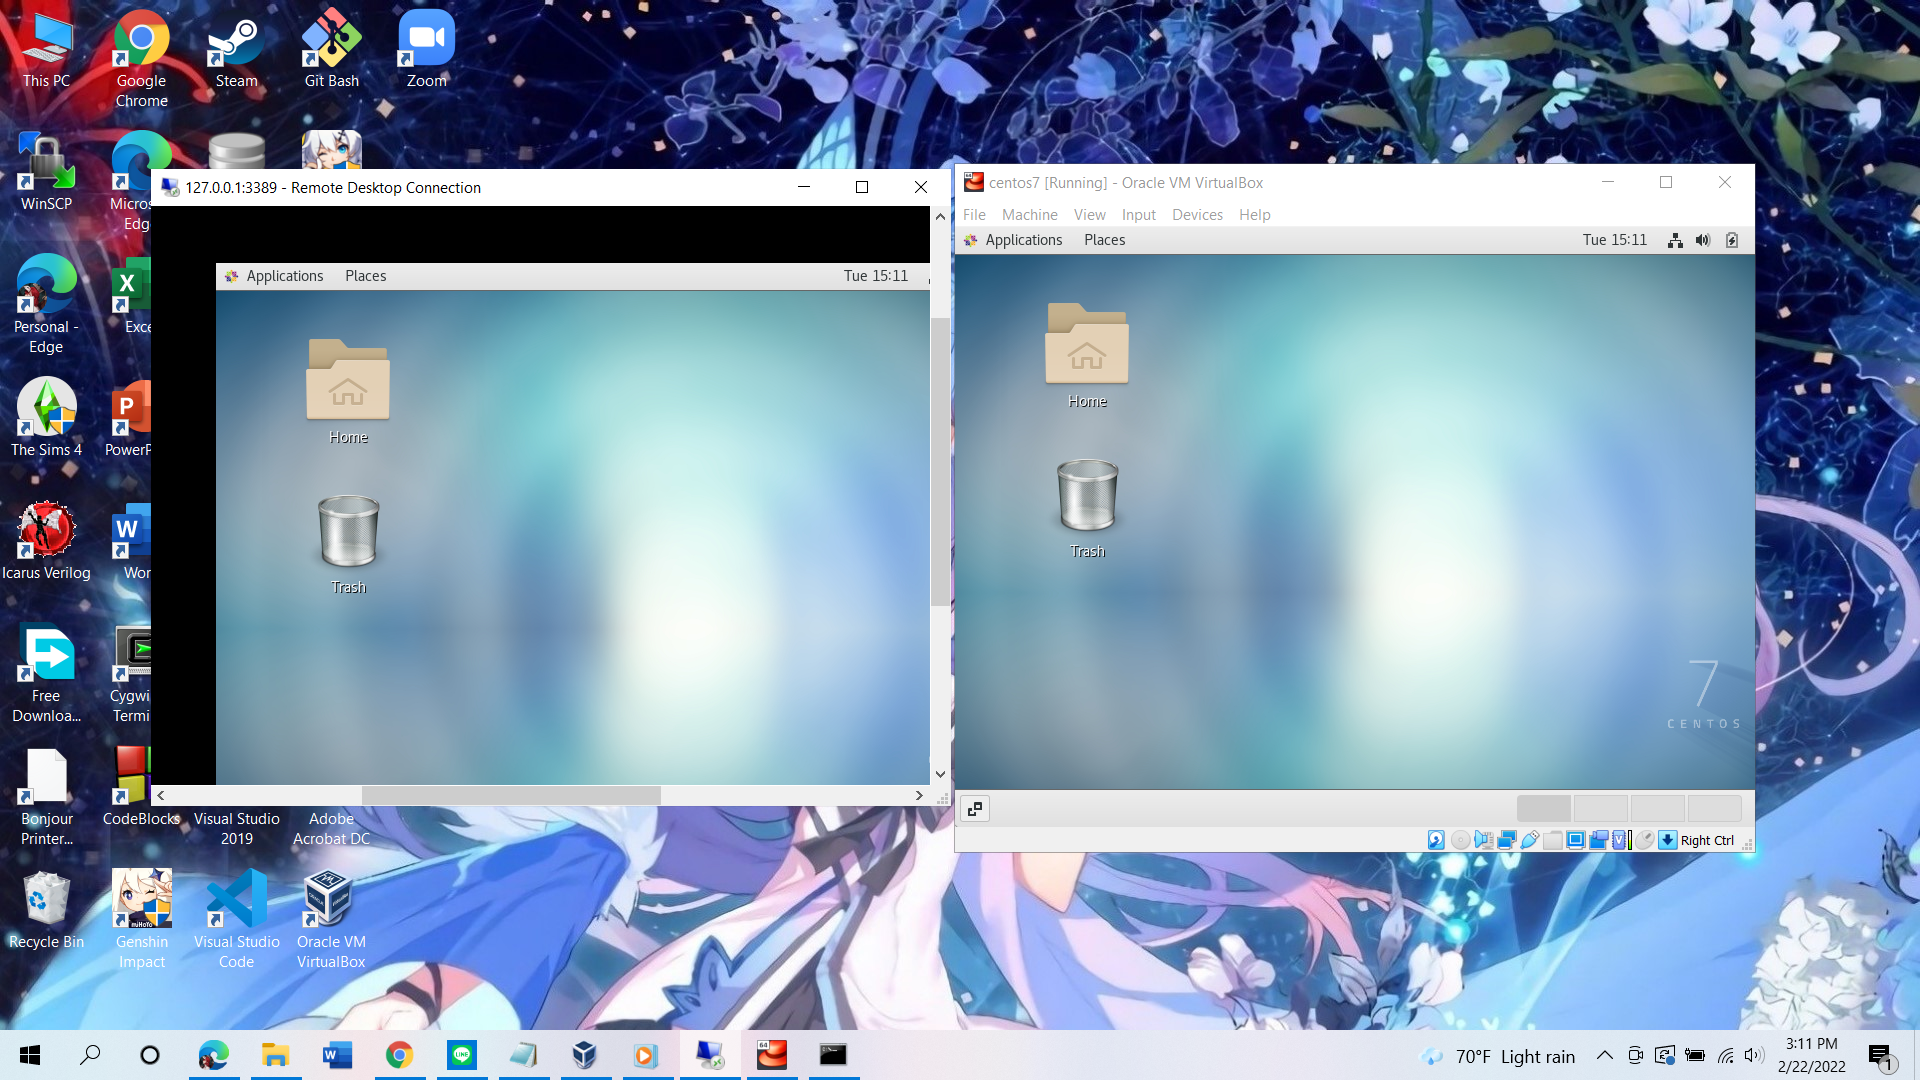 This PC
Google
Chrome
Steam
Git Bash
Zoom
WinSCP
Micros
Edg
Personal -
Edge
Exce
The Sims 4
PowerP
Icarus Verilog
Wor
Free
Downloa...
Cygwi
Termi
Bonjour
Printer...
CodeBlocks
Visual Studio
2019
Adobe
Acrobat DC
Recycle Bin
Genshin
Impact
Visual Studio
Code
Oracle VM
VirtualBox
127.0.0.1:3389 - Remote Desktop Connection
Applications Places Tue 15:11
Home
Trash
centos7 [Running] - Oracle VM VirtualBox
File Machine View Input Devices Help
Applications Places Tue 15:11
Home
Trash
7
CENTOS
Right Ctrl
70°F Light rain
3:11 PM
2/22/2022
1